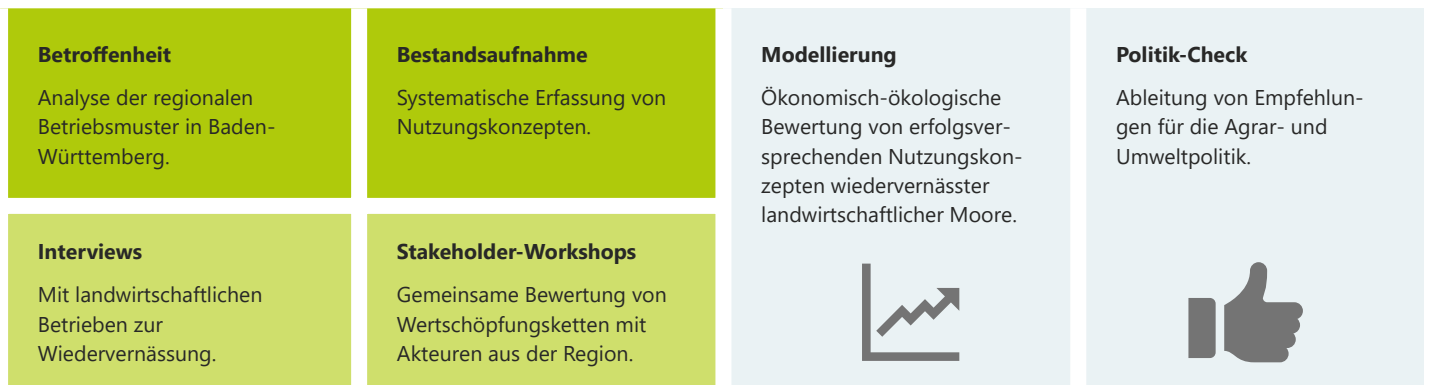 Betroffenheit
Analyse der regionalen
Betriebsmuster in Baden-
Württemberg.
Bestandsaufnahme
Systematische Erfassung von
Nutzungskonzepten.
Modellierung
Ökonomisch-ökologische
Bewertung von erfolgsver-
sprechenden Nutzungskon-
zepten wiedervernässter
landwirtschaftlicher Moore.
Politik-Check
Ableitung von Empfehlun-
gen für die Agrar- und
Umweltpolitik.
Interviews
Mit landwirtschaftlichen
Betrieben zur
Wiedervernässung.
Stakeholder-Workshops
Gemeinsame Bewertung von
Wertschöpfungsketten mit
Akteuren aus der Region.